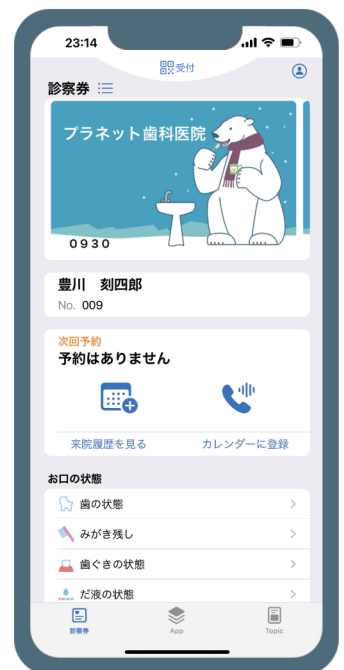 23:14
受付
診察券
プラネット歯科医院
0930
豊川 刻四郎
No. 009
次回予約
予約はありません
来院履歴を見る
カレンダーに登録
お口の状態
歯の状態
みがき残し
歯ぐきの状態
だ液の状態
診察券
App
Topic